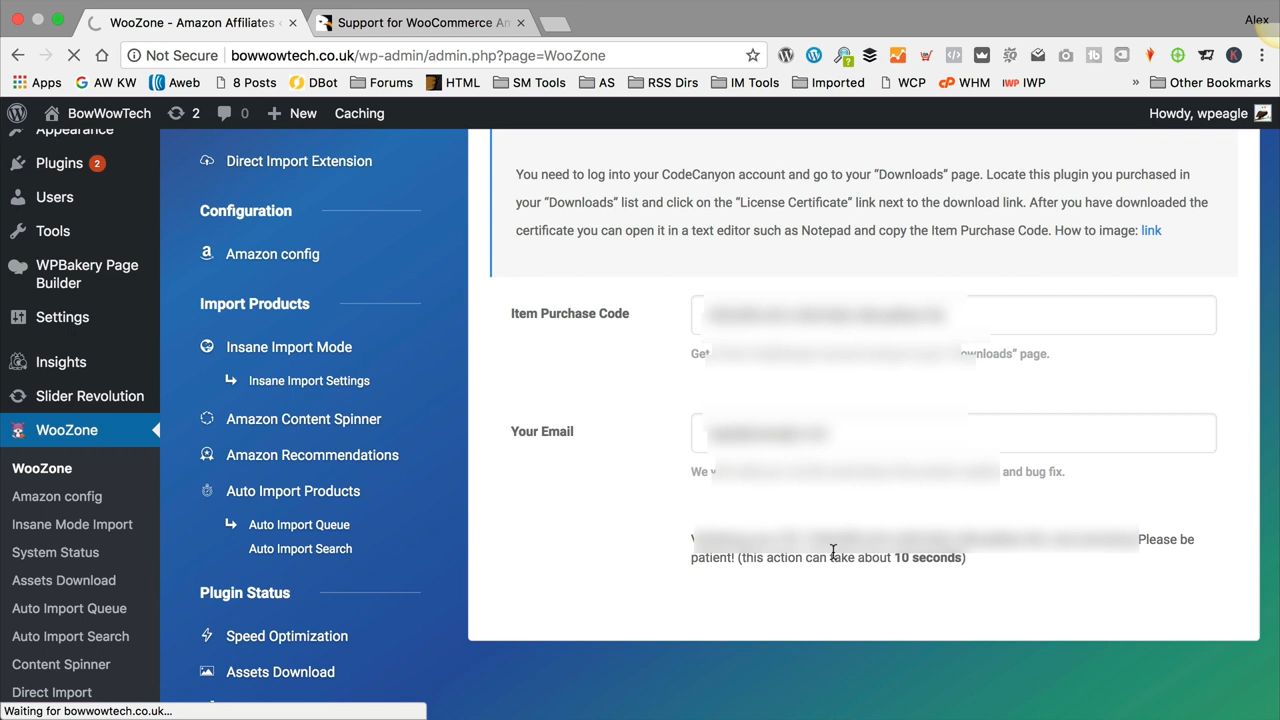 WooZone - Amazon Affiliates
Support for WooCommerce Am
Alex
Not Secure
bowwowtech.co.uk/wp-admin/admin.php?page=WooZone
Apps
AW KW
Aweb
8 Posts
DBot
Forums
HTML
SM Tools
AS
RSS Dirs
IM Tools
Imported
WCP
WHM
IWP
»
Other Bookmarks
BowWowTech
2
0
New
Caching
Howdy, wpeagle
Appearance
Plugins 2
Users
Tools
WPBakery Page
Builder
Settings
Insights
Slider Revolution
WooZone
WooZone
Amazon config
Insane Mode Import
System Status
Assets Download
Auto Import Queue
Auto Import Search
Content Spinner
Direct Import
Direct Import Extension
Configuration
Amazon config
Import Products
Insane Import Mode
Insane Import Settings
Amazon Content Spinner
Amazon Recommendations
Auto Import Products
Auto Import Queue
Auto Import Search
Plugin Status
Speed Optimization
Assets Download
You need to log into your CodeCanyon account and go to your “Downloads” page. Locate this plugin you purchased in
your “Downloads” list and click on the “License Certificate” link next to the download link. After you have downloaded the
certificate you can open it in a text editor such as Notepad and copy the Item Purchase Code. How to image: link
Item Purchase Code
Get
page.
Your Email
We
and bug fix.
Please be
patient! (this action can take about 10 seconds)
Waiting for bowwowtech.co.uk...